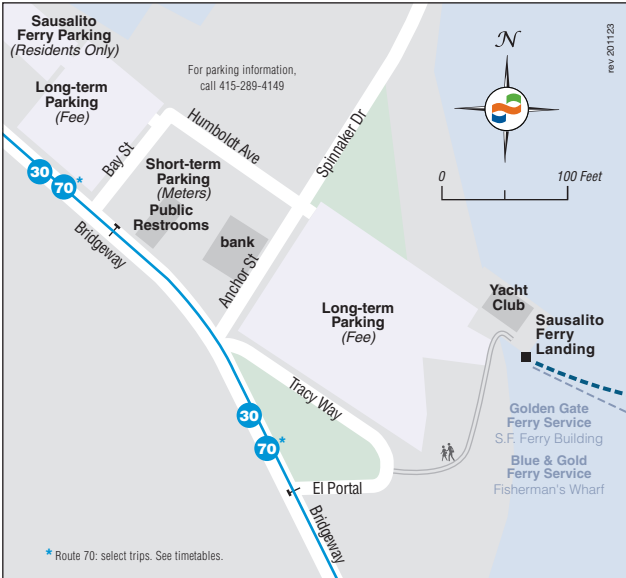 Sausalito
Ferry Parking
(Residents Only)
Long-term
Parking
(Fee)
For parking information,
call 415-289-4149
N
rev 201123
0
100 Feet
Bay St
Humboldt Ave
Spinnaker Dr
30
70*
Short-term
Parking
(Meters)
Public
Restrooms
bank
Bridgeway
Anchor St
Long-term
Parking
(Fee)
Yacht
Club
Sausalito
Ferry
Landing
Tracy Way
30
70*
Golden Gate
Ferry Service
S.F. Ferry Building
Blue & Gold
Ferry Service
Fisherman's Wharf
El Portal
Bridgeway
* Route 70: select trips. See timetables.